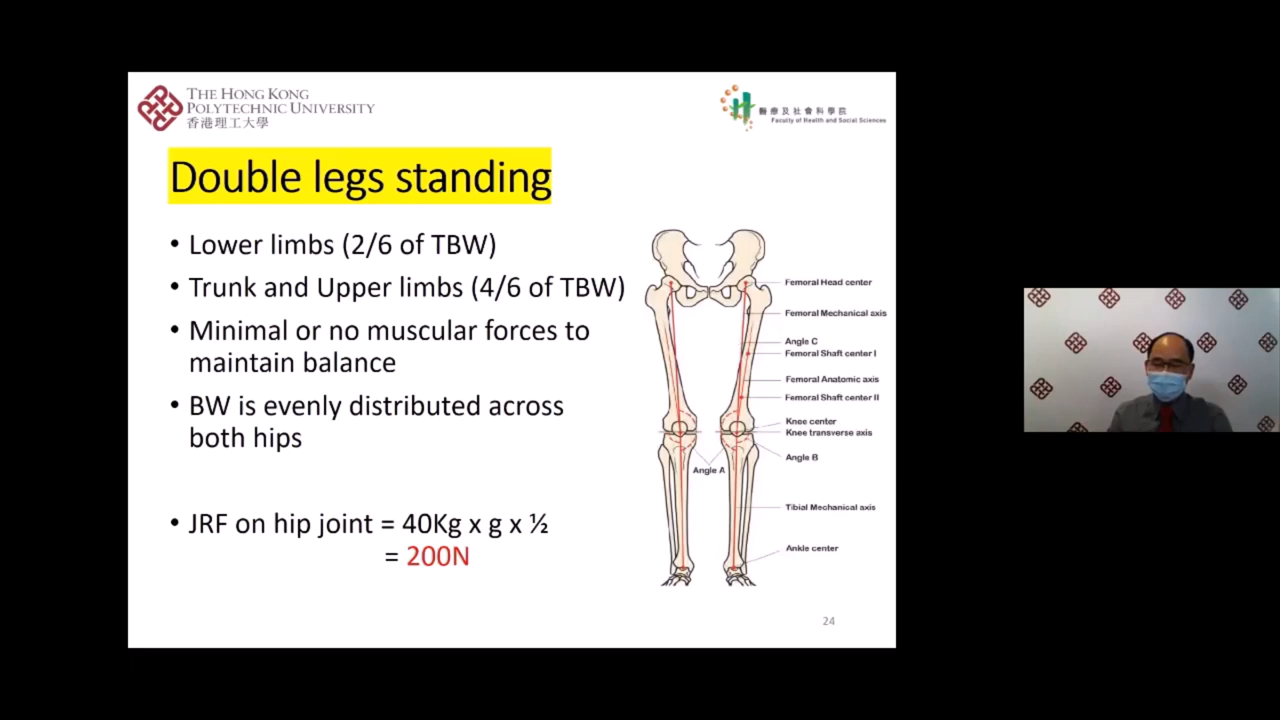 THE HONG KONG
POLYTECHNIC UNIVERSITY
香港理工大學
醫療及社會科學院
Faculty of Health and Social Sciences
Double legs standing
• Lower limbs (2/6 of TBW)
• Trunk and Upper limbs (4/6 of TBW)
• Minimal or no muscular forces to
maintain balance
• BW is evenly distributed across
both hips
• JRF on hip joint = 40Kg x g x ½
= 200N
Femoral Head center
Femoral Mechanical axis
Angle C
Femoral Shaft center I
Femoral Anatomic axis
Femoral Shaft center II
Knee center
Knee transverse axis
Angle B
Angle A
Tibial Mechanical axis
Ankle center
24